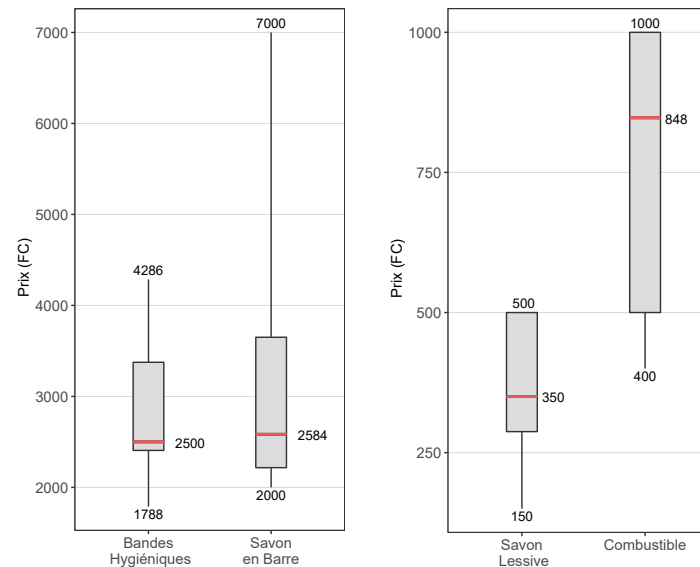 Prix (FC)
7000
6000
5000
4000
3000
2000
4286
2500
1788
7000
2584
2000
Bandes
Hygiéniques
Savon
en Barre
Prix (FC)
1000
750
500
250
500
350
150
1000
848
400
Savon
Lessive
Combustible